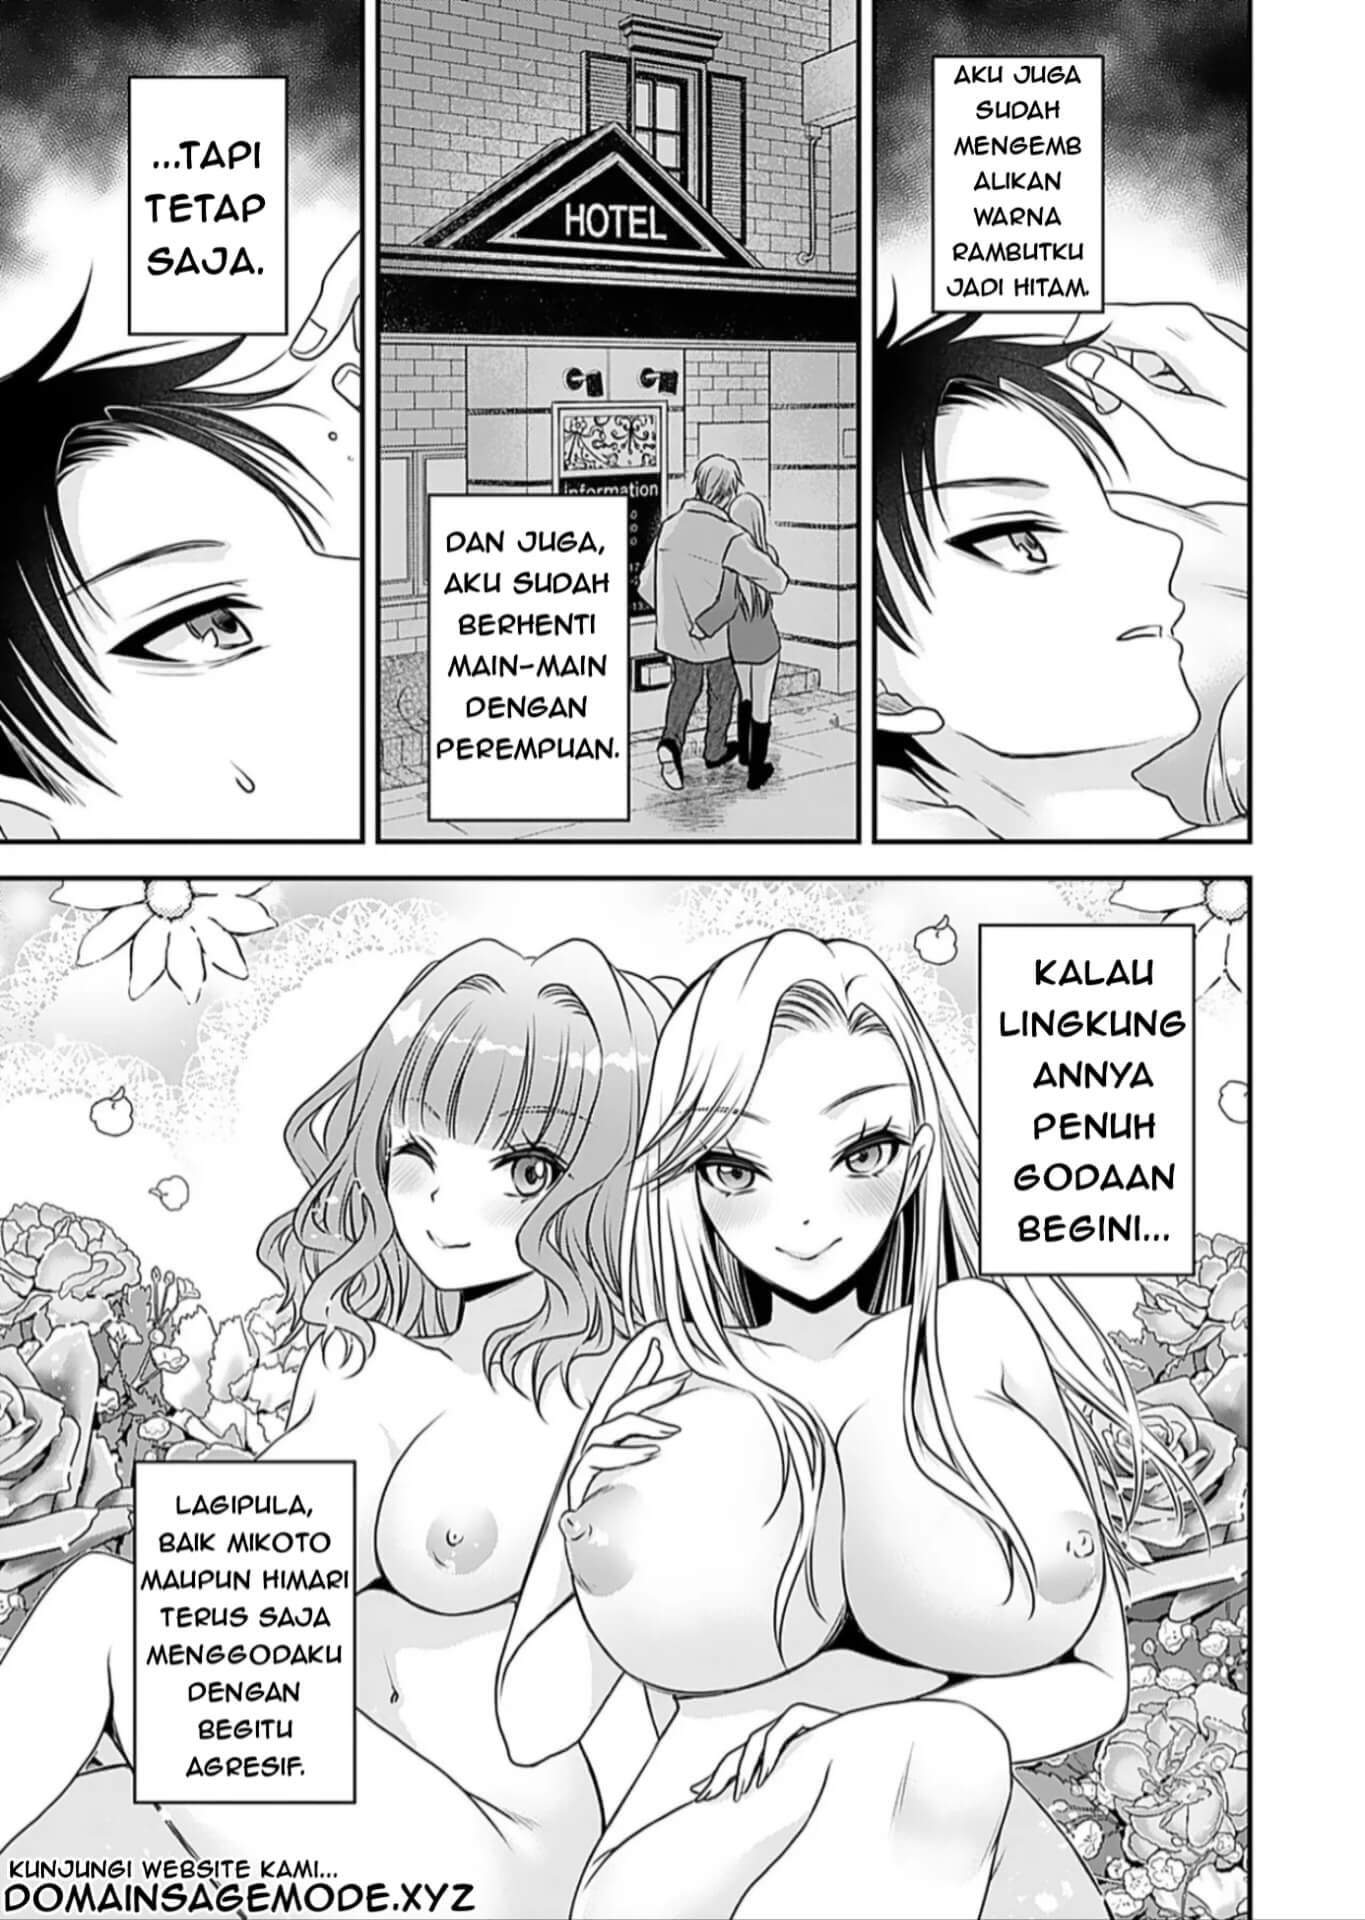 AKU JUGA
SUDAH
MENGEMB
ALIKAN
WARNA
RAMBUTKU
JADI HITAM.
HOTEL
information
DAN JUGA,
AKU SUDAH
BERHENTI
MAIN-MAIN
DENGAN
PEREMPUAN.
...TAPI
TETAP
SAJA.
KALAU
LINGKUNG
ANNYA
PENUH
GODAAN
BEGINI...
LAGIPULA,
BAIK MIKOTO
MAUPUN HIMARI
TERUS SAJA
MENGGODAKU
DENGAN
BEGITU
AGRESIF.
KUNJUNGI WEBSITE KAMI...
DOMAINSAGEMODE.XYZ